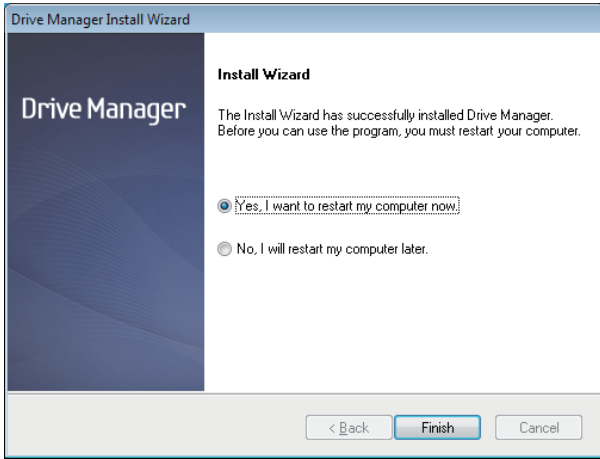 Drive Manager Install Wizard
Drive Manager
Install Wizard
The Install Wizard has successfully installed Drive Manager.
Before you can use the program, you must restart your computer.
Yes, I want to restart my computer now.
No, I will restart my computer later.
< Back Finish Cancel